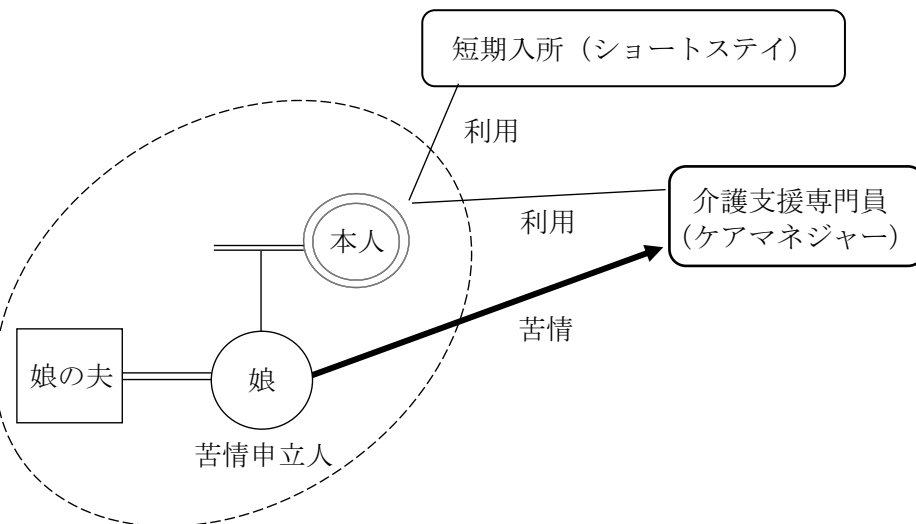 短期入所（ショートステイ）
利用
介護支援専門員
（ケアマネジャー）
利用
本人
苦情
娘の夫
娘
苦情申立人